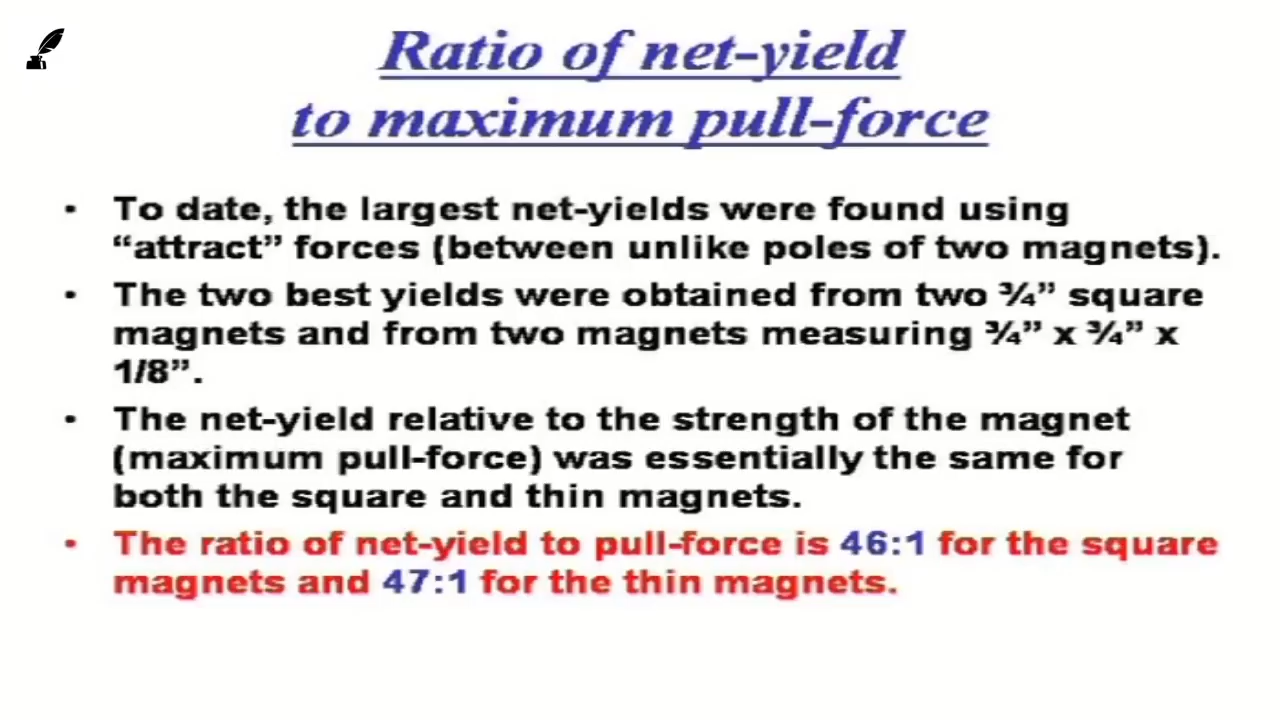 Ratio of net-yield
to maximum pull-force
• To date, the largest net-yields were found using
“attract” forces (between unlike poles of two magnets).
• The two best yields were obtained from two ¾” square
magnets and from two magnets measuring ¾” x ¾” x
1/8”.
• The net-yield relative to the strength of the magnet
(maximum pull-force) was essentially the same for
both the square and thin magnets.
• The ratio of net-yield to pull-force is 46:1 for the square
magnets and 47:1 for the thin magnets.